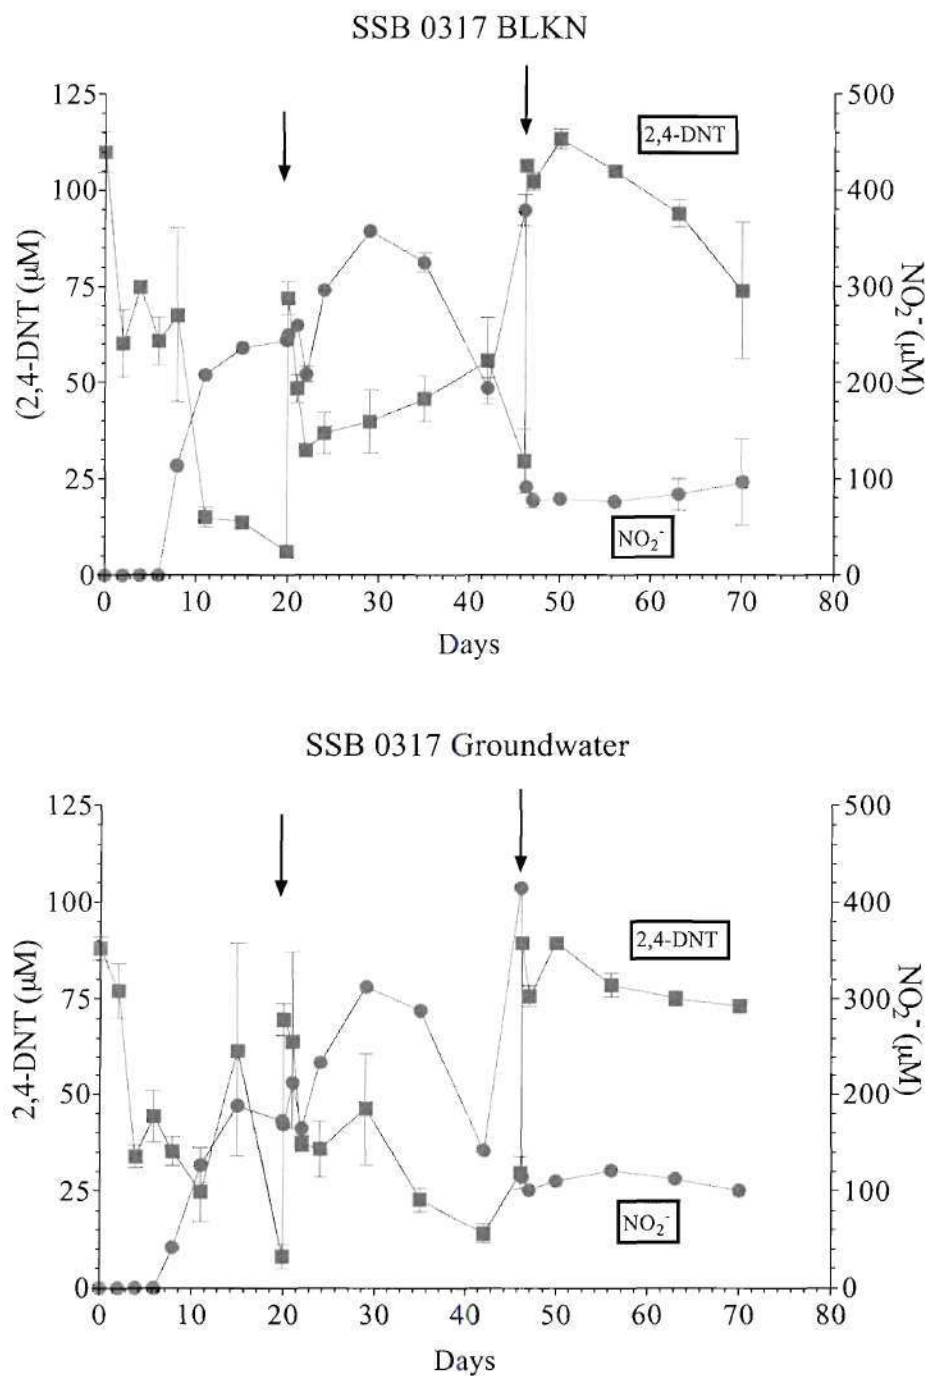 SSB 0317 BLKN
125
100
75
50
25
0
(2,4-DNT (μM)
500
400
300
200
100
0
NO₂⁻ (μM)
2,4-DNT
NO₂⁻
0 10 20 30 40 50 60 70 80
Days
SSB 0317 Groundwater
125
100
75
50
25
0
2,4-DNT (μM)
500
400
300
200
100
0
NO₂⁻ (μM)
2,4-DNT
NO₂⁻
0 10 20 30 40 50 60 70 80
Days